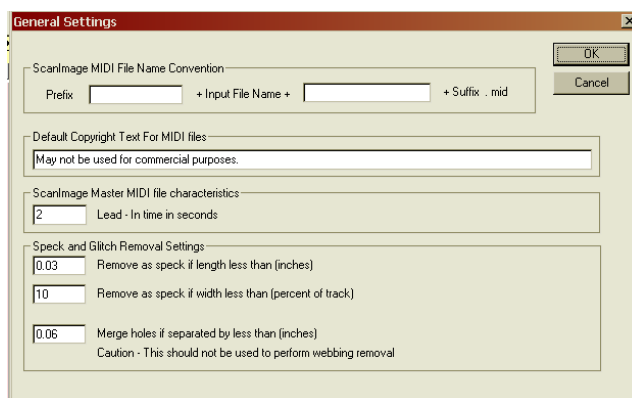 General Settings
OK
ScanImage MIDI File Name Convention
Cancel
Prefix + Input File Name + + Suffix . mid
Default Copyright Text For MIDI files
May not be used for commercial purposes.
ScanImage Master MIDI file characteristics
2 Lead - In time in seconds
Speck and Glitch Removal Settings
0.03 Remove as speck if length less than (inches)
10 Remove as speck if width less than (percent of track)
0.06 Merge holes if separated by less than (inches)
Caution - This should not be used to perform webbing removal